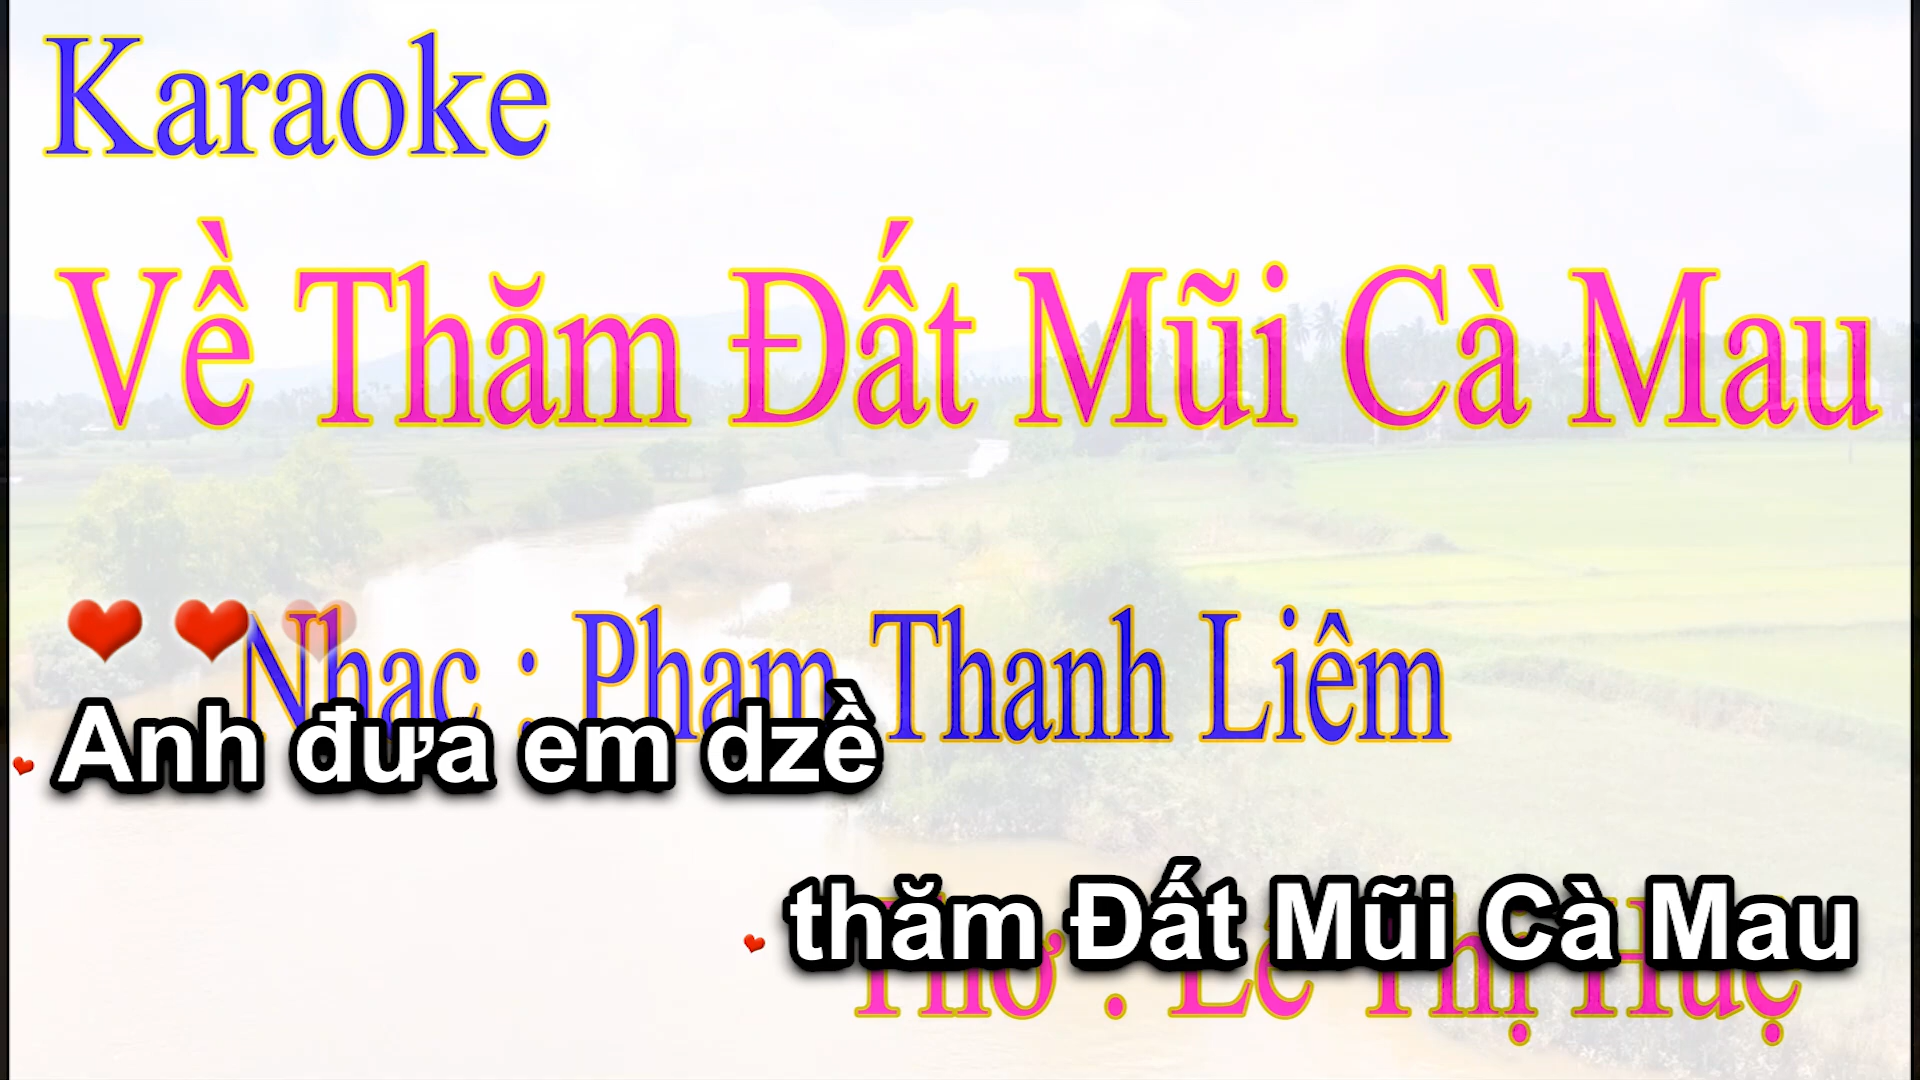 Karaoke
Về Thăm Đất Mũi Cà Mau
Nhạc : Phạm Thanh Liêm
Anh đưa em dzề
thăm Đất Mũi Cà Mau
Thơ : Lê Thị Huệ